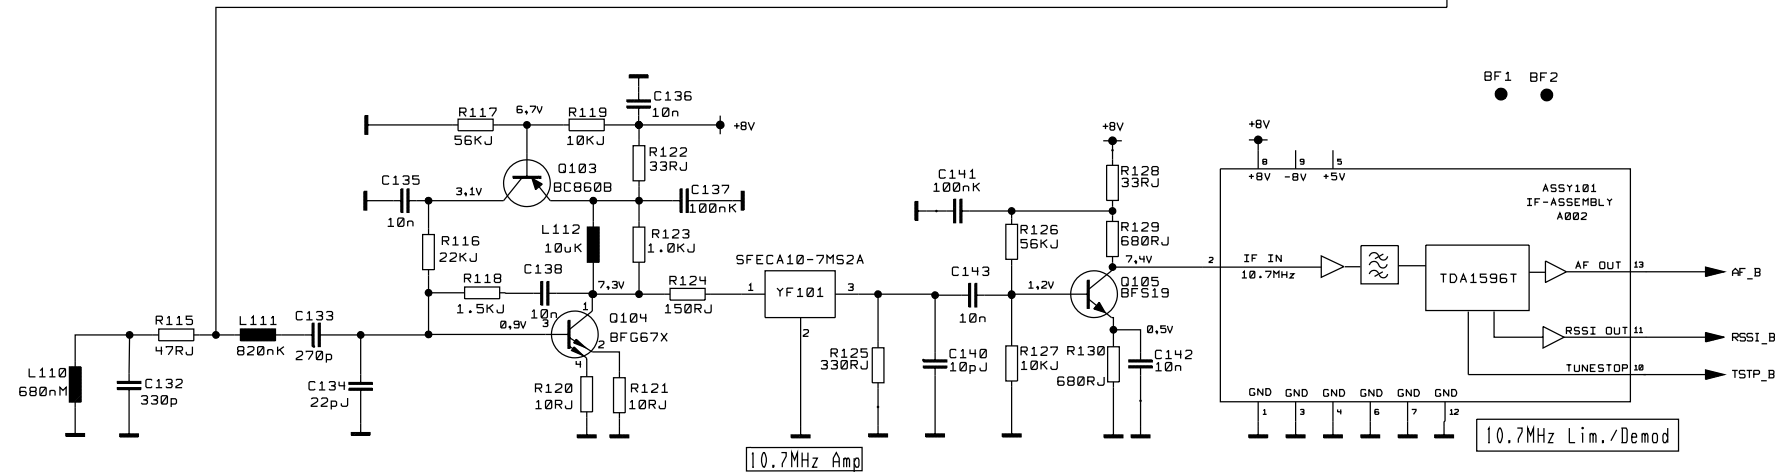 BF1 BF2
C136
10n
R117
56KJ
6,7V
R119
10KJ
+8V
R122
33RJ
Q103
BC860B
C135
10n
3,1V
C137
100nK
L112
10uK
R123
1.0KJ
R116
22KJ
R118
1.5KJ
C138
10n
7,3V
R124
150RJ
SFECA10-7MS2A
1
YF101
3
2
R115
47RJ
L111
820nK
C133
270p
0,9V
3
1
2
4
Q104
BFG67X
L110
680nM
C132
330p
C134
22pJ
R120
10RJ
R121
10RJ
10.7MHz Amp
R125
330RJ
C140
10pJ
C143
10n
C141
100nK
R126
56KJ
R127
10KJ
1,2V
+8V
R128
33RJ
R129
680RJ
7,4V
Q105
BFS19
0,5V
R130
680RJ
C142
10n
2
+8V
8
9
5
+8V
-8V
+5V
ASSY101
IF-ASSEMBLY
A002
IF IN
10.7MHz
TDA1596T
AF OUT
13
AF_B
RSSI OUT
11
RSSI_B
TUNESTOP
10
TSTP_B
GND GND GND GND GND GND
1 3 4 6 7 12
10.7MHz Lim./Demod